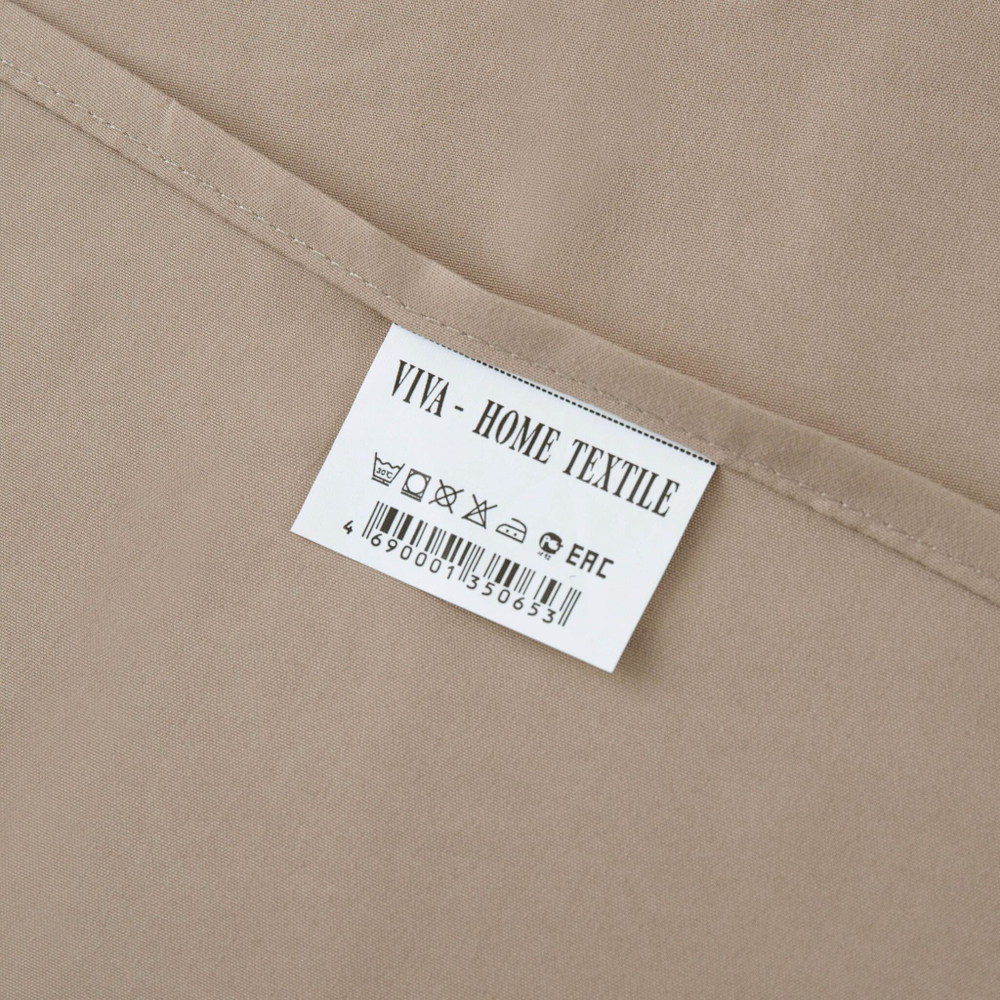 VIVA - HOME TEXTILE
30°C
EAC
4 690001 350653